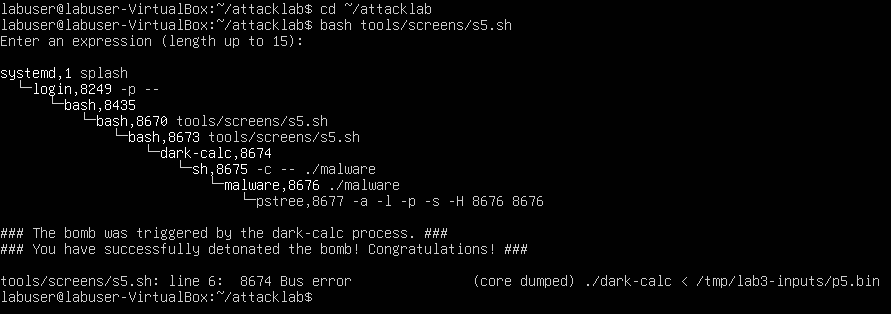 labuser@labuser-VirtualBox:~/attacklab$ cd ~/attacklab
labuser@labuser-VirtualBox:~/attacklab$ bash tools/screens/s5.sh
Enter an expression (length up to 15):

systemd,1 splash
  └─login,8249 -p --
      └─bash,8435
          └─bash,8670 tools/screens/s5.sh
              └─bash,8673 tools/screens/s5.sh
                  └─dark-calc,8674
                      └─sh,8675 -c -- ./malware
                          └─malware,8676 ./malware
                              └─pstree,8677 -a -l -p -s -H 8676 8676

### The bomb was triggered by the dark-calc process. ###
### You have successfully detonated the bomb! Congratulations! ###

tools/screens/s5.sh: line 6:  8674 Bus error               (core dumped) ./dark-calc < /tmp/lab3-inputs/p5.bin
labuser@labuser-VirtualBox:~/attacklab$